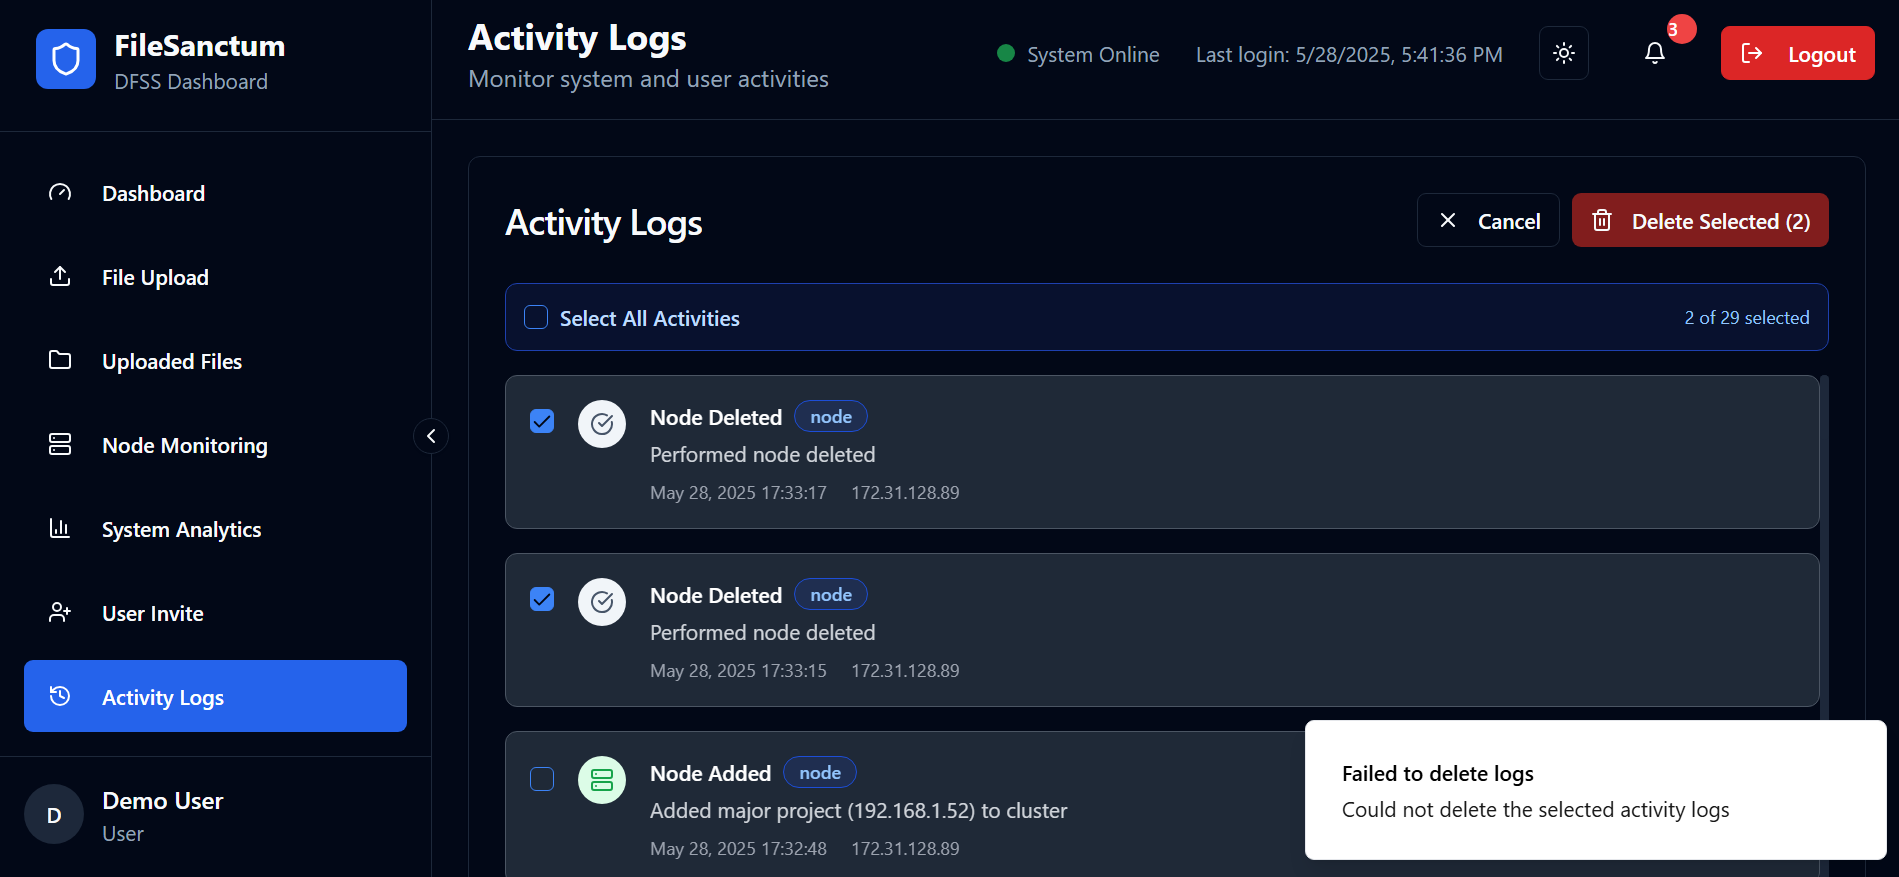 FileSanctum
DFSS Dashboard
Dashboard
File Upload
Uploaded Files
Node Monitoring
System Analytics
User Invite
Activity Logs
D
Demo User
User
Activity Logs
Monitor system and user activities
System Online
Last login: 5/28/2025, 5:41:36 PM
3
Logout
Activity Logs
Cancel
Delete Selected (2)
Select All Activities
2 of 29 selected
Node Deleted node
Performed node deleted
May 28, 2025 17:33:17 172.31.128.89
Node Deleted node
Performed node deleted
May 28, 2025 17:33:15 172.31.128.89
Node Added node
Added major project (192.168.1.52) to cluster
May 28, 2025 17:32:48 172.31.128.89
Failed to delete logs
Could not delete the selected activity logs